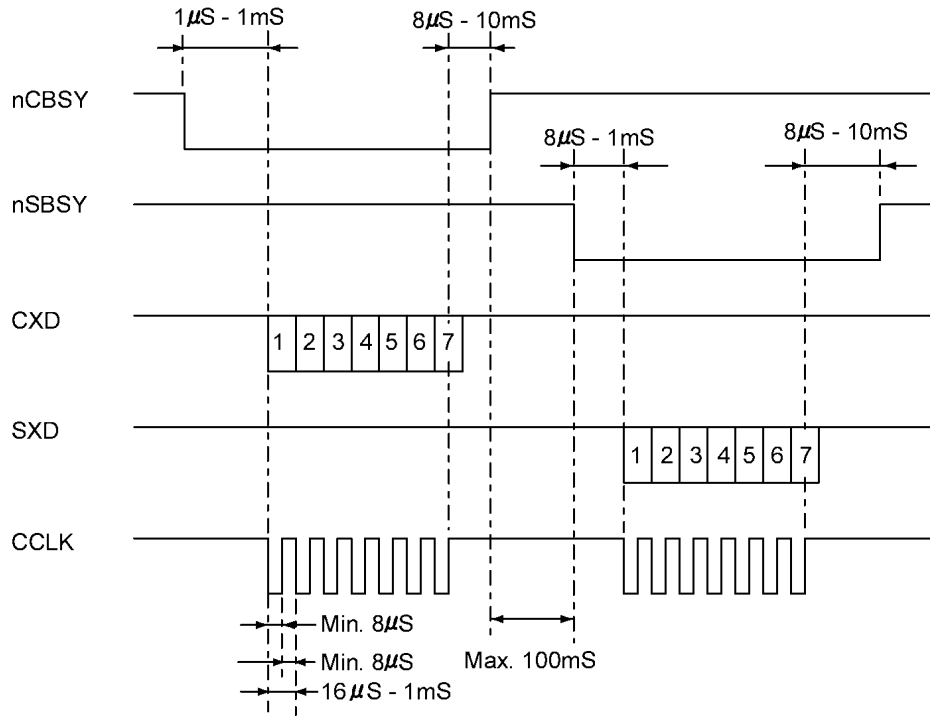 1μS - 1mS
8μS - 10mS
nCBSY
8μS - 1mS
8μS - 10mS
nSBSY
CXD
1 2 3 4 5 6 7
SXD
1 2 3 4 5 6 7
CCLK
Min. 8μS
Min. 8μS
Max. 100mS
16μS - 1mS